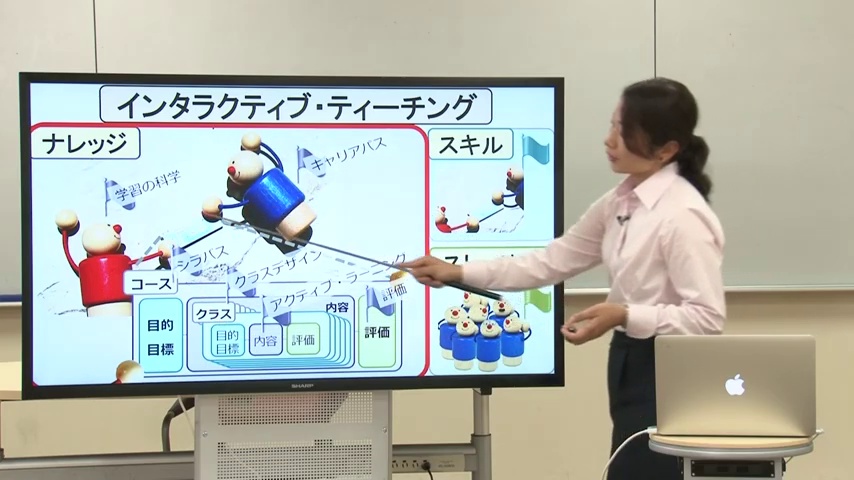 インタラクティブ・ティーチング
ナレッジ
スキル
キャリアパス
学習の科学
シラバス
クラスデザイン
アクティブ・ラーニング
評価
コース
クラス
内容
目的
目標
目的
目標
内容
評価
評価
SHARP